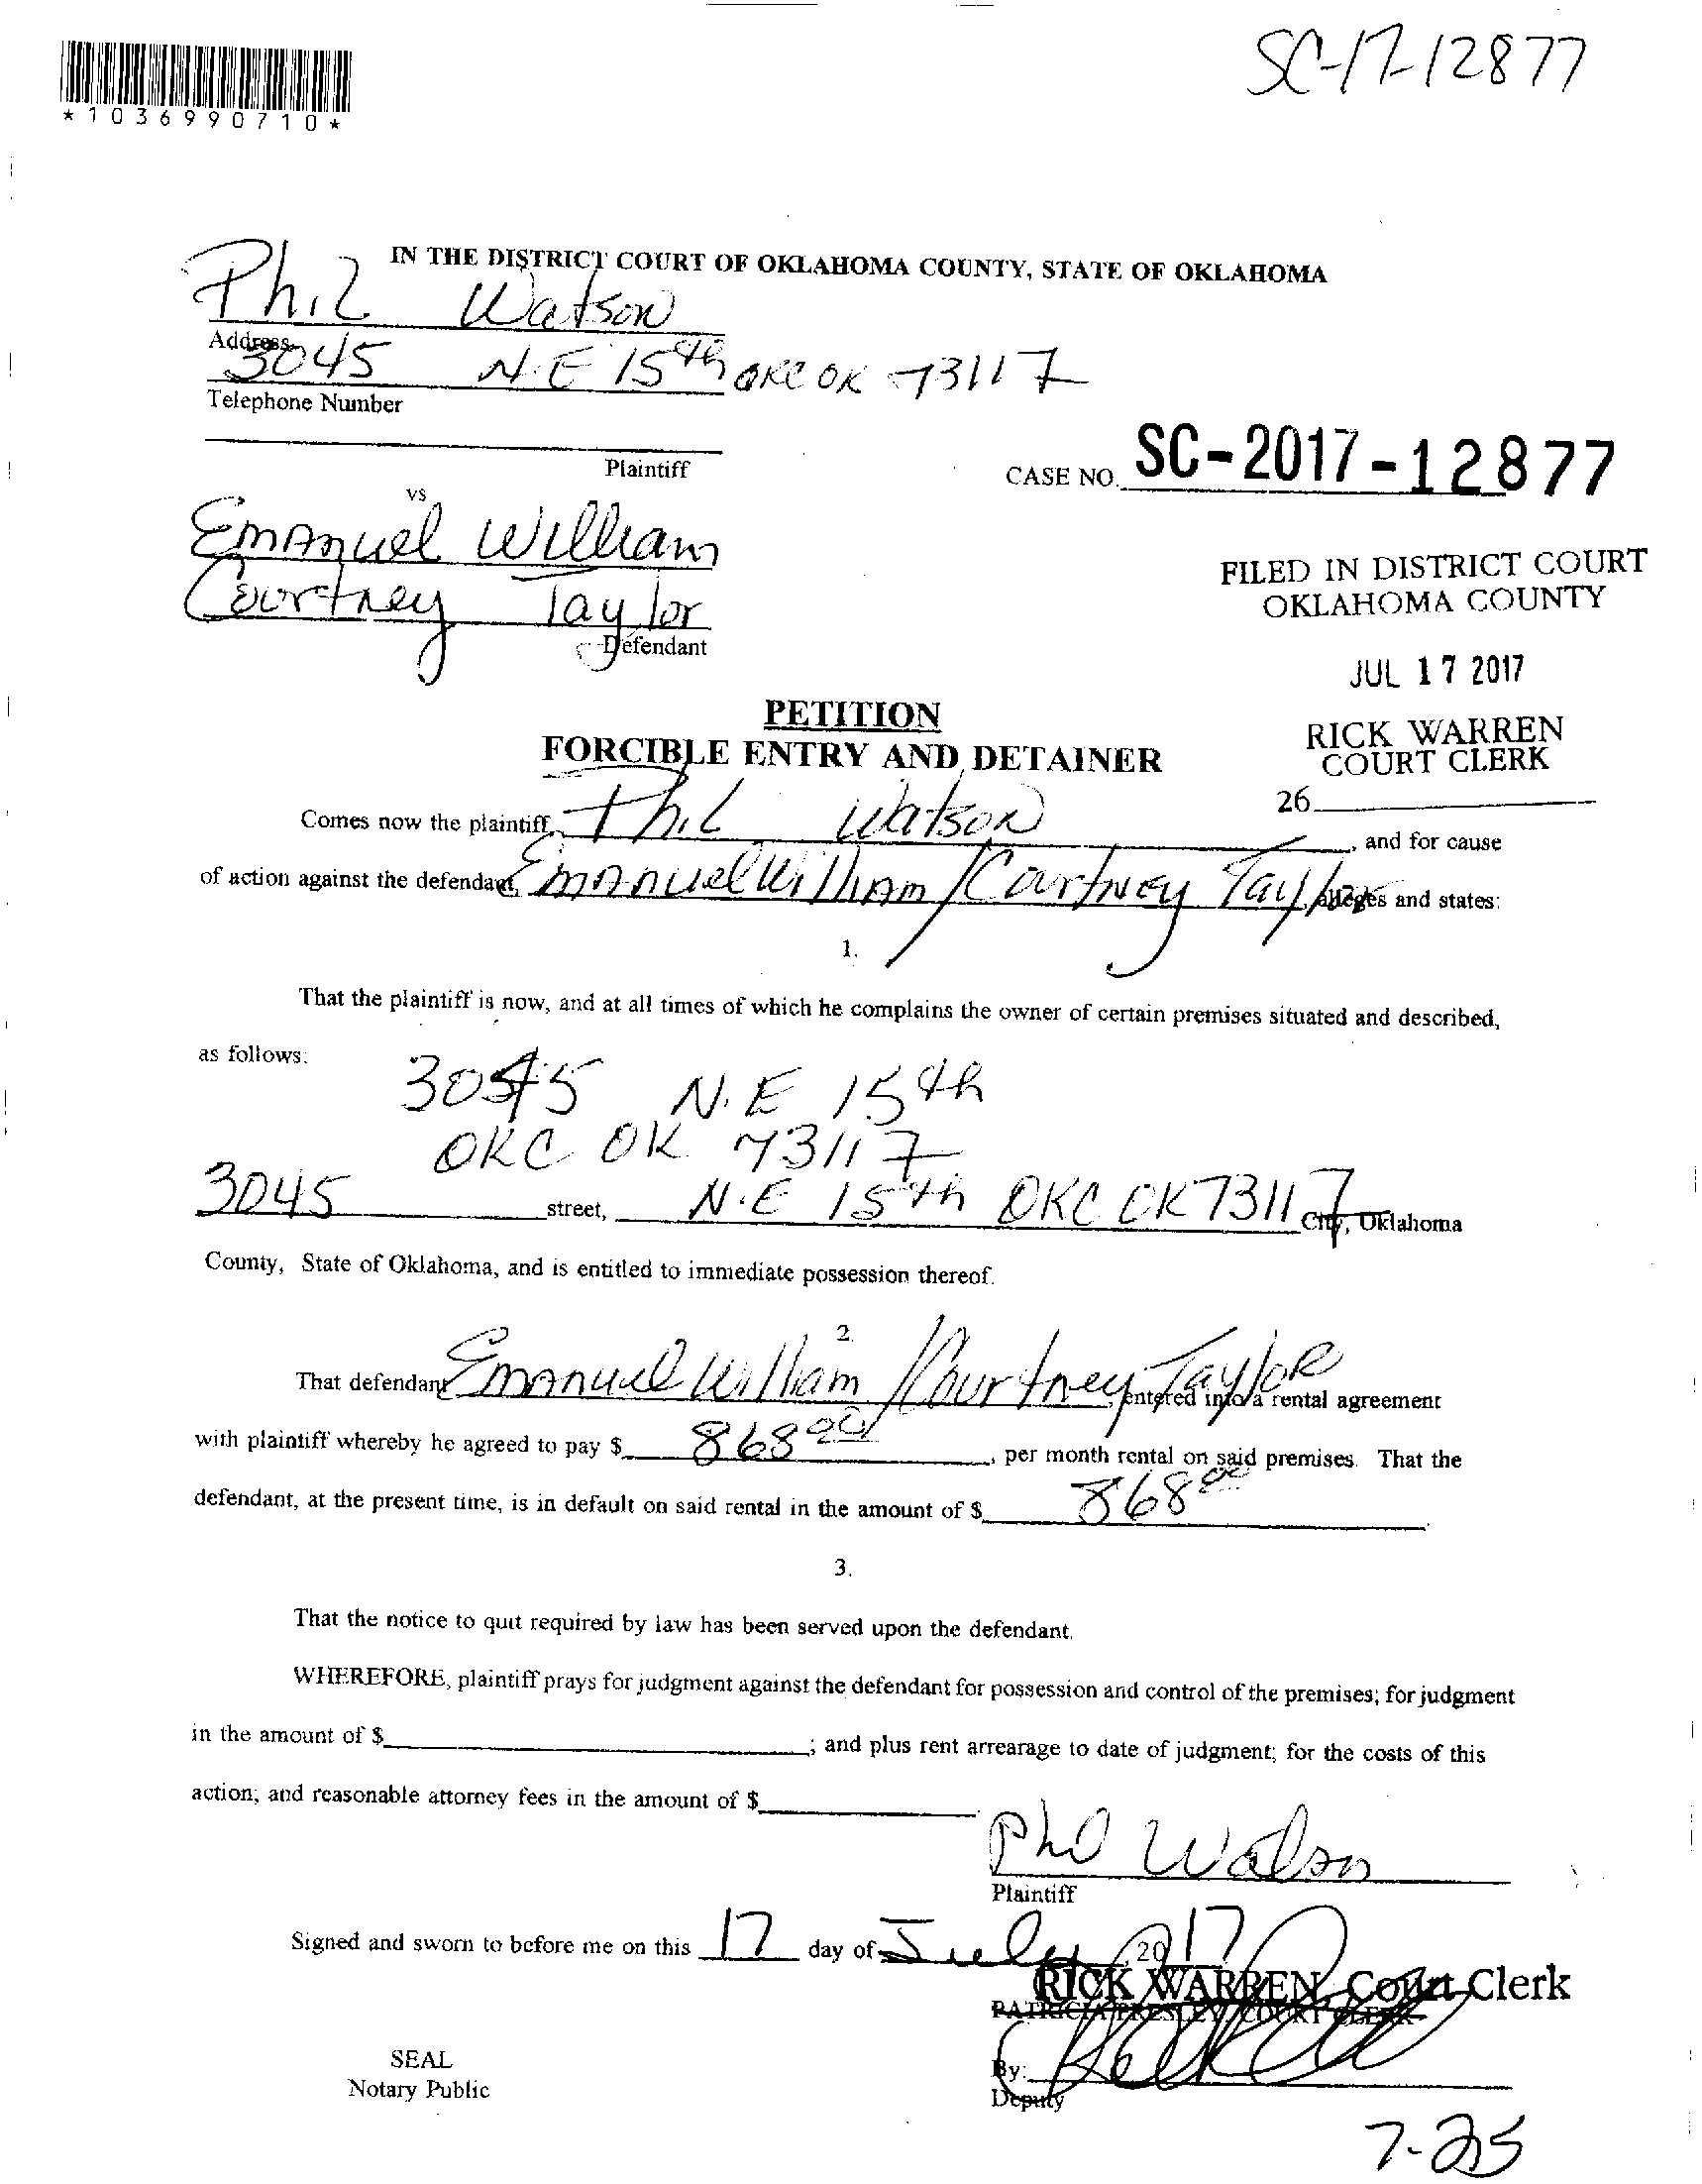 SC-17-12877
*1036990710*
IN THE DISTRICT COURT OF OKLAHOMA COUNTY, STATE OF OKLAHOMA
Phil Watson
Address
3045 N.E 15th OKC OK 73117
Telephone Number
Plaintiff
CASE NO. SC-2017-12877
vs
Emanuel William
Courtney Taylor
Defendant
FILED IN DISTRICT COURT
OKLAHOMA COUNTY
JUL 17 2017
RICK WARREN
COURT CLERK
26
PETITION
FORCIBLE ENTRY AND DETAINER
Comes now the plaintiff, Phil Watson, and for cause
of action against the defendant, Emanuel William / Courtney Taylor, alleges and states:
1.
That the plaintiff is now, and at all times of which he complains the owner of certain premises situated and described,
as follows:
3045 N.E 15th
OKC OK 73117
3045 street, N.E 15th OKC OK 73117 City, Oklahoma
County, State of Oklahoma, and is entitled to immediate possession thereof.
2.
That defendant Emanuel William / Courtney Taylor, entered into a rental agreement
with plaintiff whereby he agreed to pay $ 868 00, per month rental on said premises. That the
defendant, at the present time, is in default on said rental in the amount of $ 868 00
3.
That the notice to quit required by law has been served upon the defendant.
WHEREFORE, plaintiff prays for judgment against the defendant for possession and control of the premises; for judgment
in the amount of $ ; and plus rent arrearage to date of judgment; for the costs of this
action; and reasonable attorney fees in the amount of $
Phil Watson
Plaintiff
Signed and sworn to before me on this 17 day of July, 2017
RICK WARREN, Court Clerk
PATRICIA PRESLEY, COURT CLERK
By:
Deputy
SEAL
Notary Public
7-25